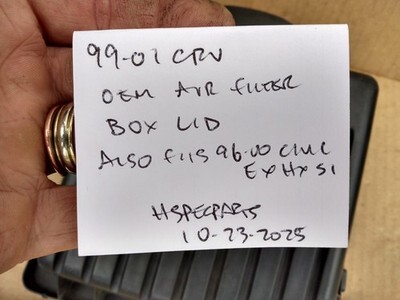 99-01 CRV
OEM AIR FILTER
BOX LID
ALSO FITS 96-00 CIVIC
EX HX SI
HSPECPARTS
10-23-2025